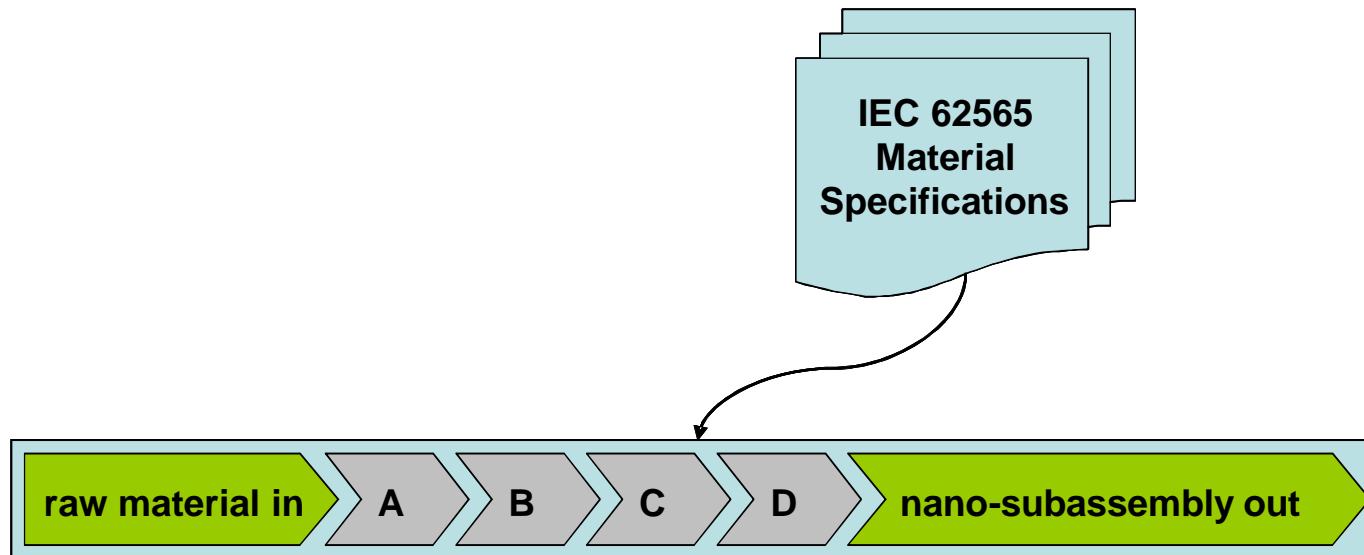 IEC 62565
Material
Specifications
raw material in
A
B
C
D
nano-subassembly out